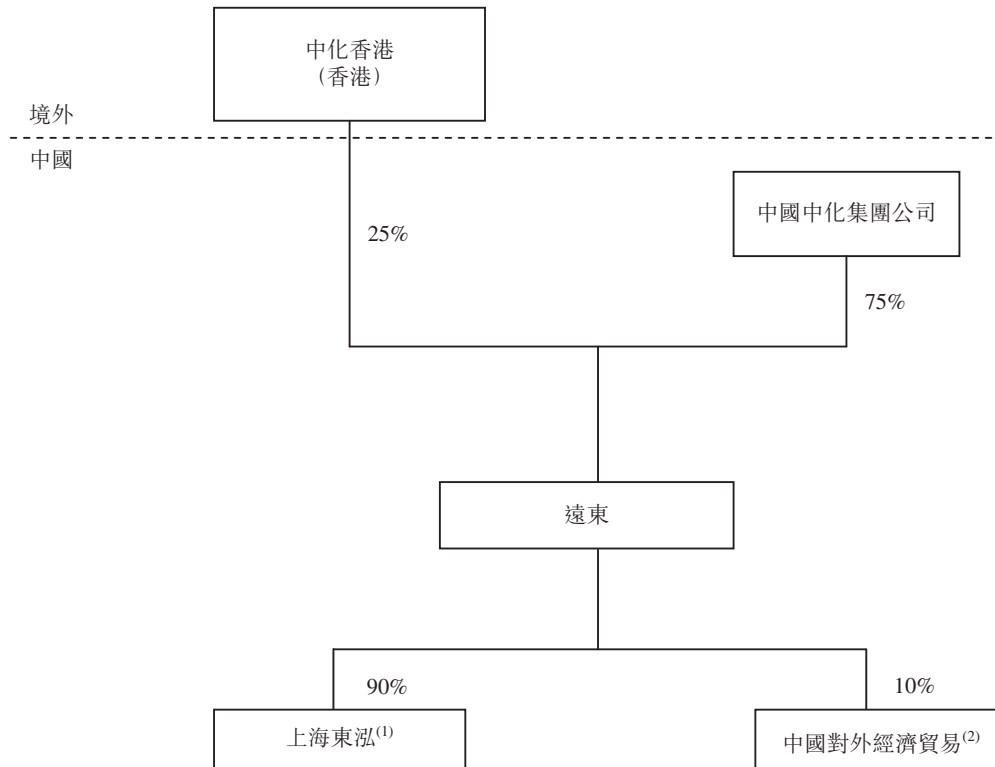 中化香港
（香港）
境外
中國
中國中化集團公司
25%
75%
遠東
90%
10%
上海東泓(1)
中國對外經濟貿易(2)